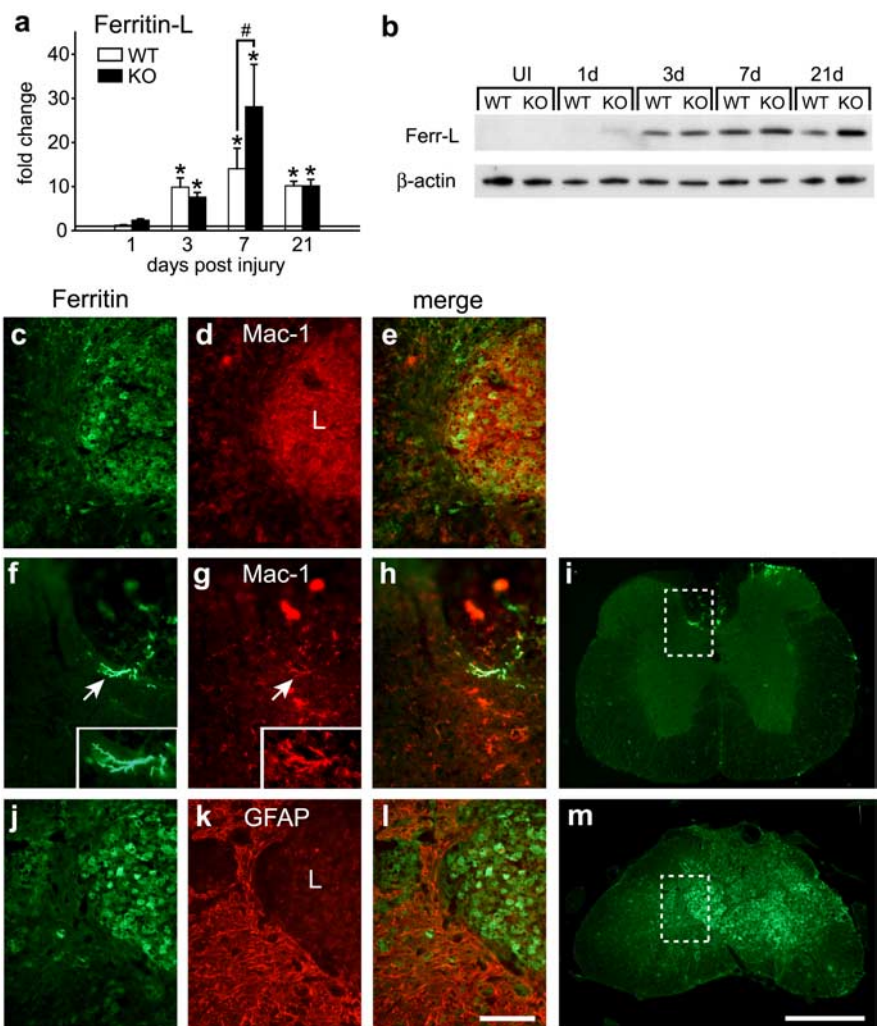 a
Ferritin-L
WT
KO
#
*
* * * * *
40
30
20
10
0
fold change
1 3 7 21
days post injury
b
UI 1d 3d 7d 21d
WT KO WT KO WT KO WT KO WT KO
Ferr-L
β-actin
Ferritin merge
c
d
Mac-1
L
e
f
g
Mac-1
h
i
j
k
GFAP
L
l
m